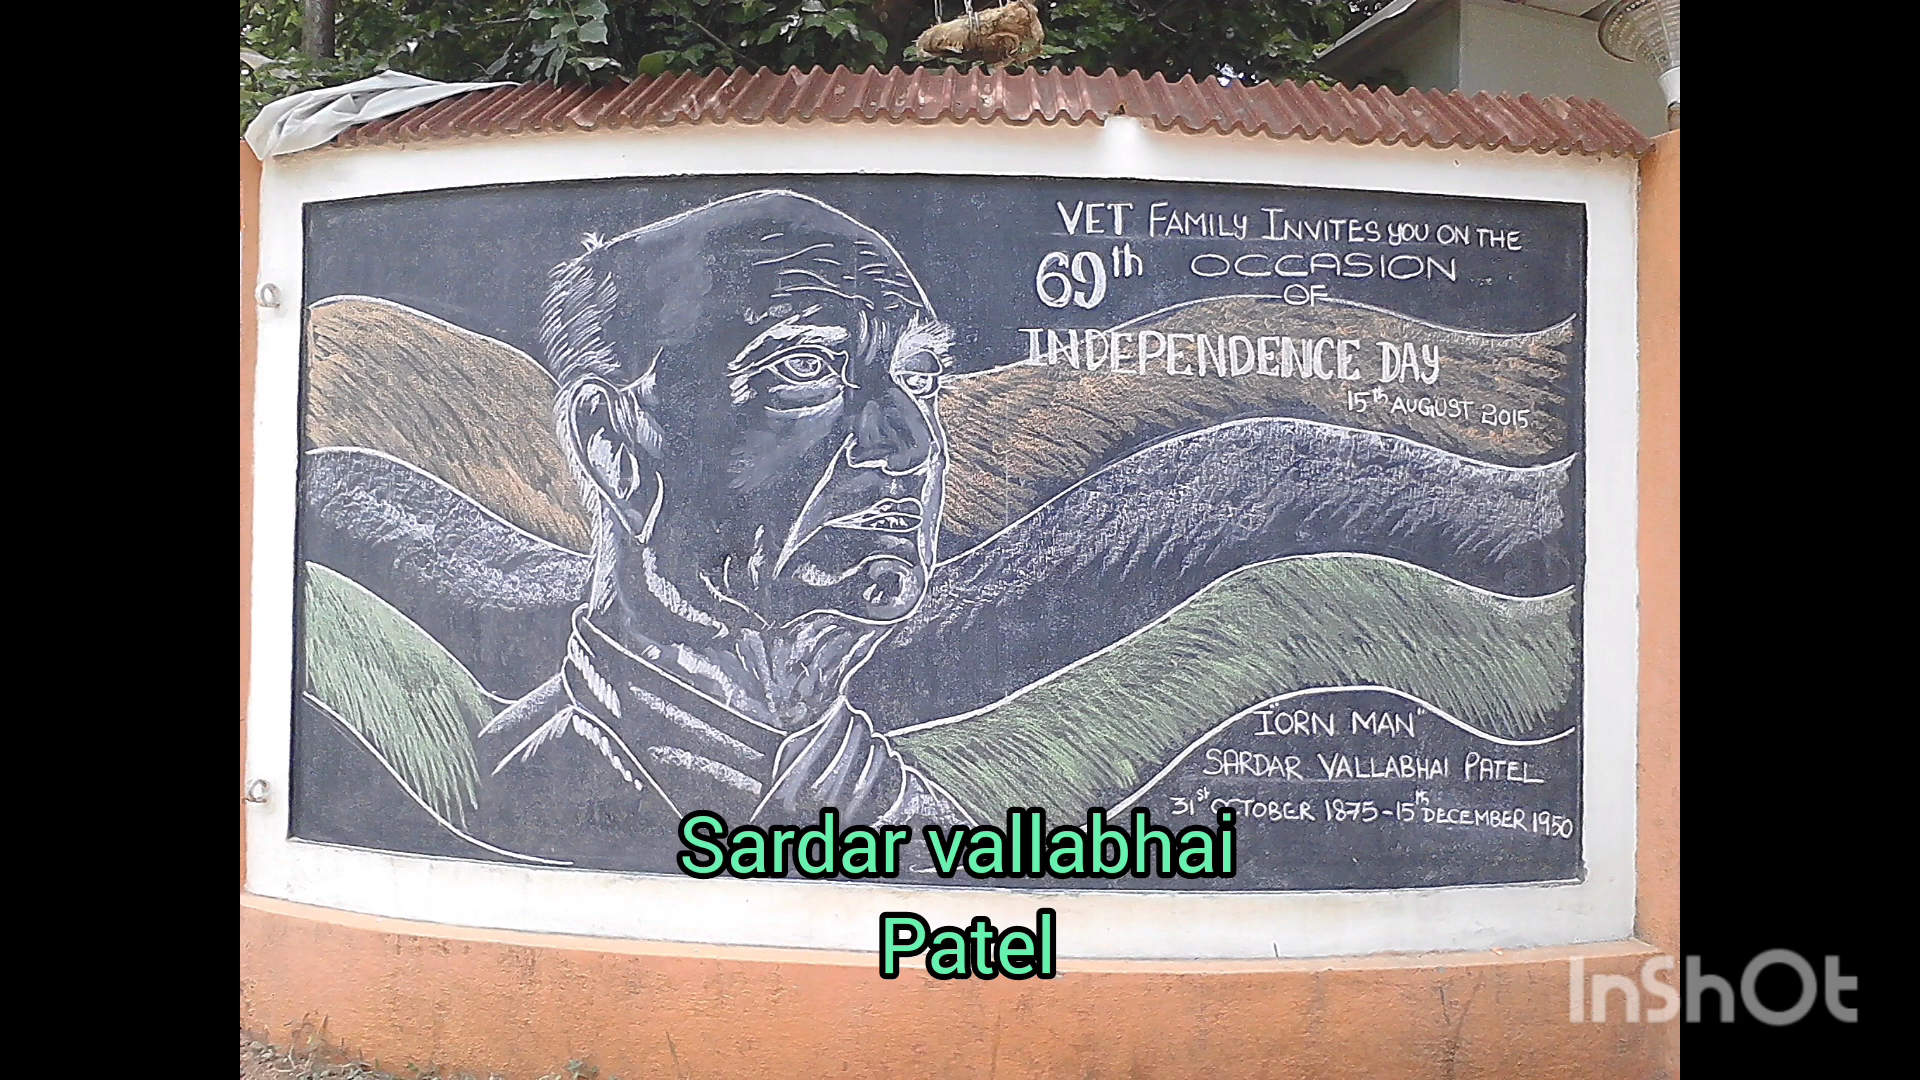 VET FAMILY INVITES YOU ON THE
69th OCCASION
OF
INDEPENDENCE DAY
15th AUGUST 2015
"IORN MAN"
SARDAR VALLABHAI PATEL
31st OCTOBER 1875-15th DECEMBER 1950
Sardar vallabhai
Patel
InShOt